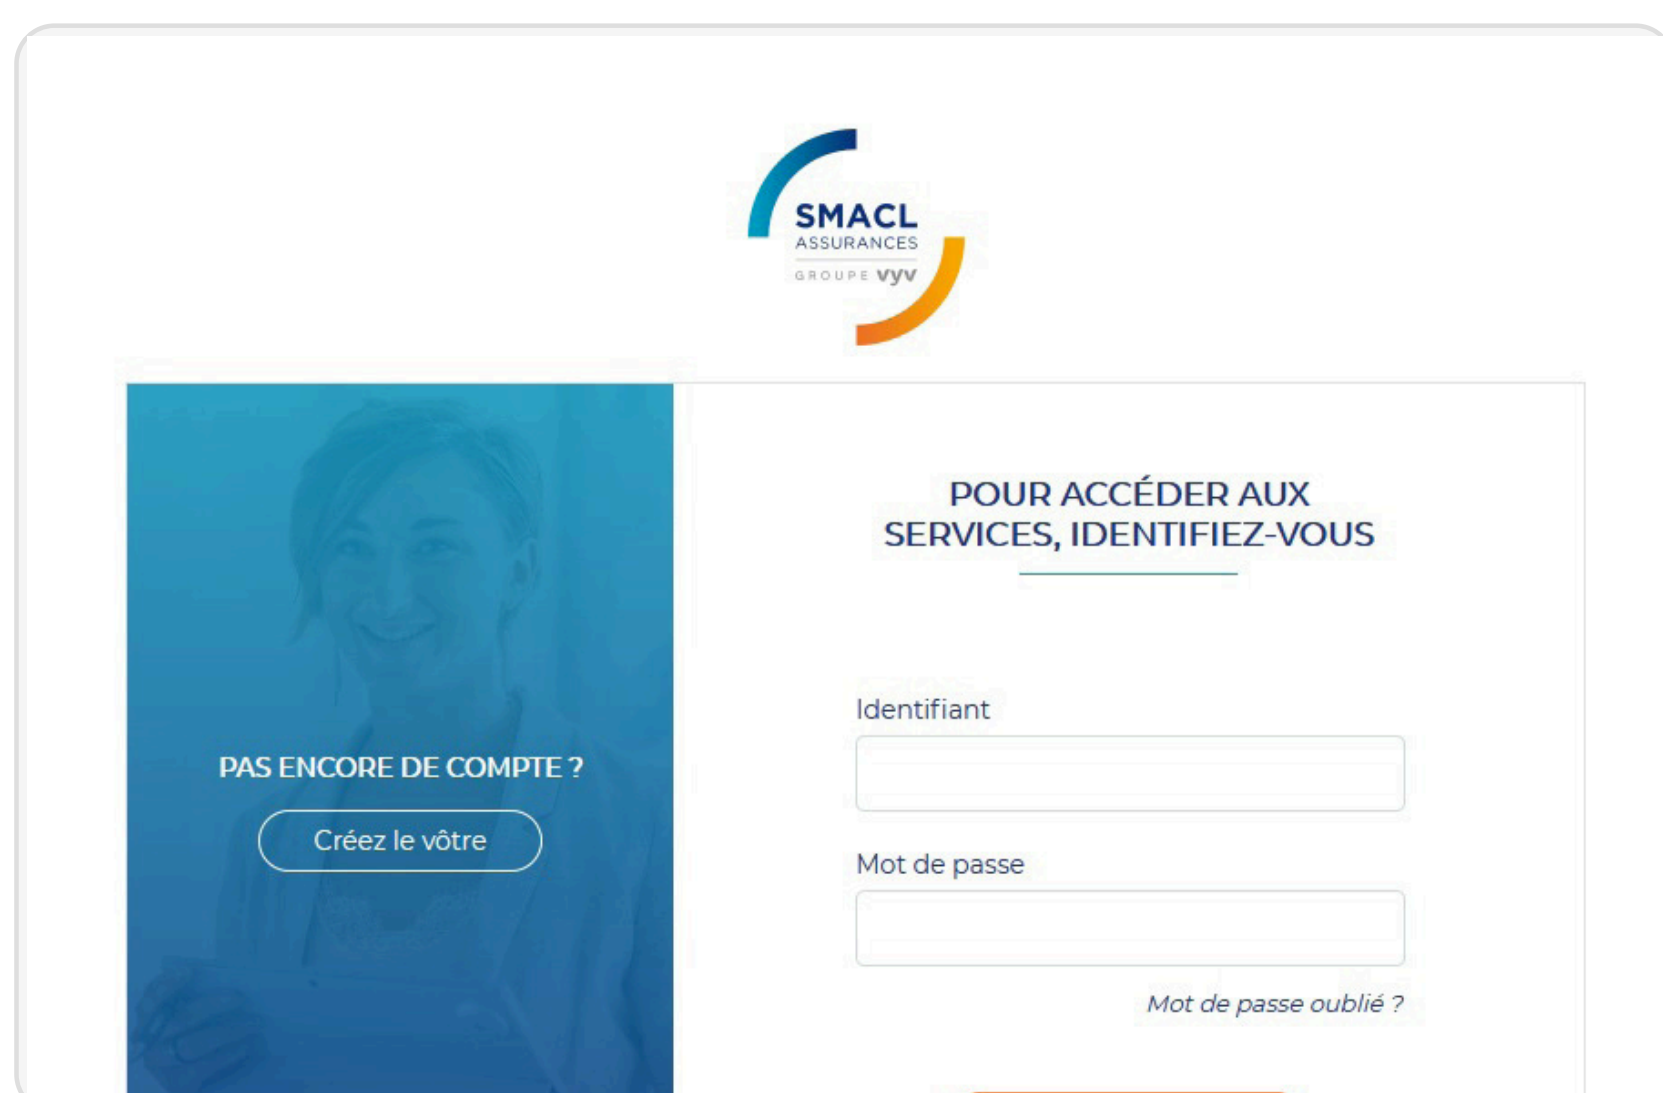 SMACL
ASSURANCES
GROUPE vyv
PAS ENCORE DE COMPTE ?
Créez le vôtre
POUR ACCÉDER AUX
SERVICES, IDENTIFIEZ-VOUS
Identifiant
Mot de passe
Mot de passe oublié ?